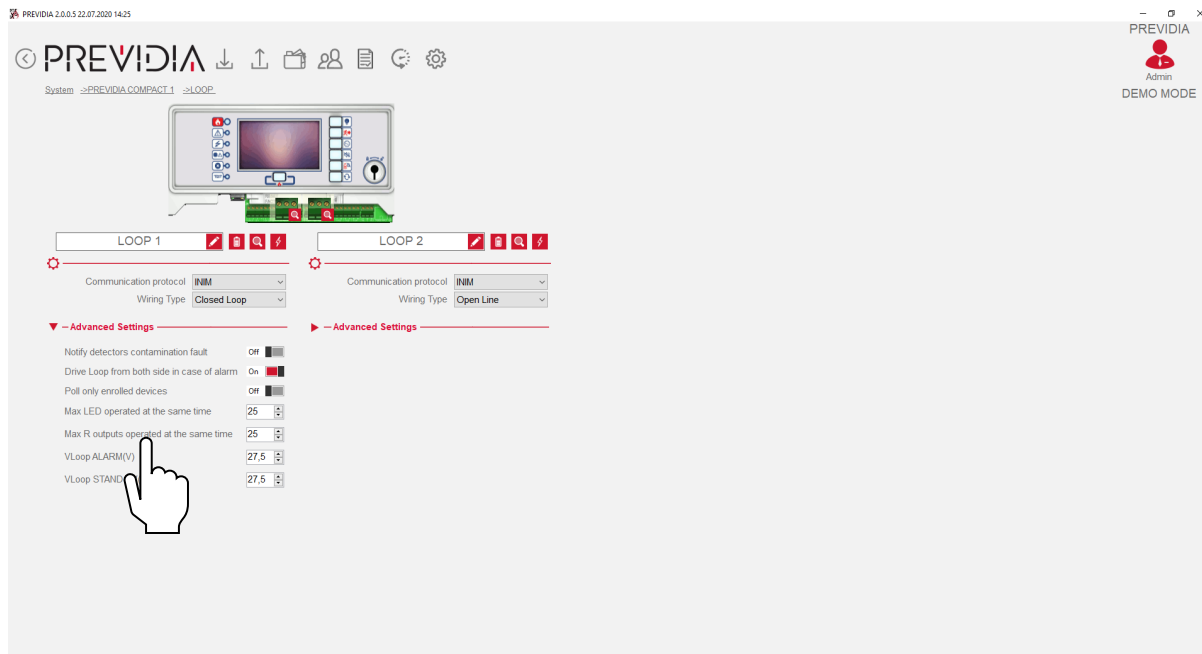 PREVIDIA 2.0.0.5 22.07.2020 14:25
PREVIDIA
PREVIDIA
Admin
DEMO MODE
System ->PREVIDIA COMPACT 1 ->LOOP
LOOP 1
LOOP 2
Communication protocol INIM
Communication protocol INIM
Wiring Type Closed Loop
Wiring Type Open Line
Advanced Settings
Advanced Settings
Notify detectors contamination fault Off
Drive Loop from both side in case of alarm On
Poll only enrolled devices Off
Max LED operated at the same time 25
Max R outputs operated at the same time 25
VLoop ALARM(V) 27,5
VLoop 27,5